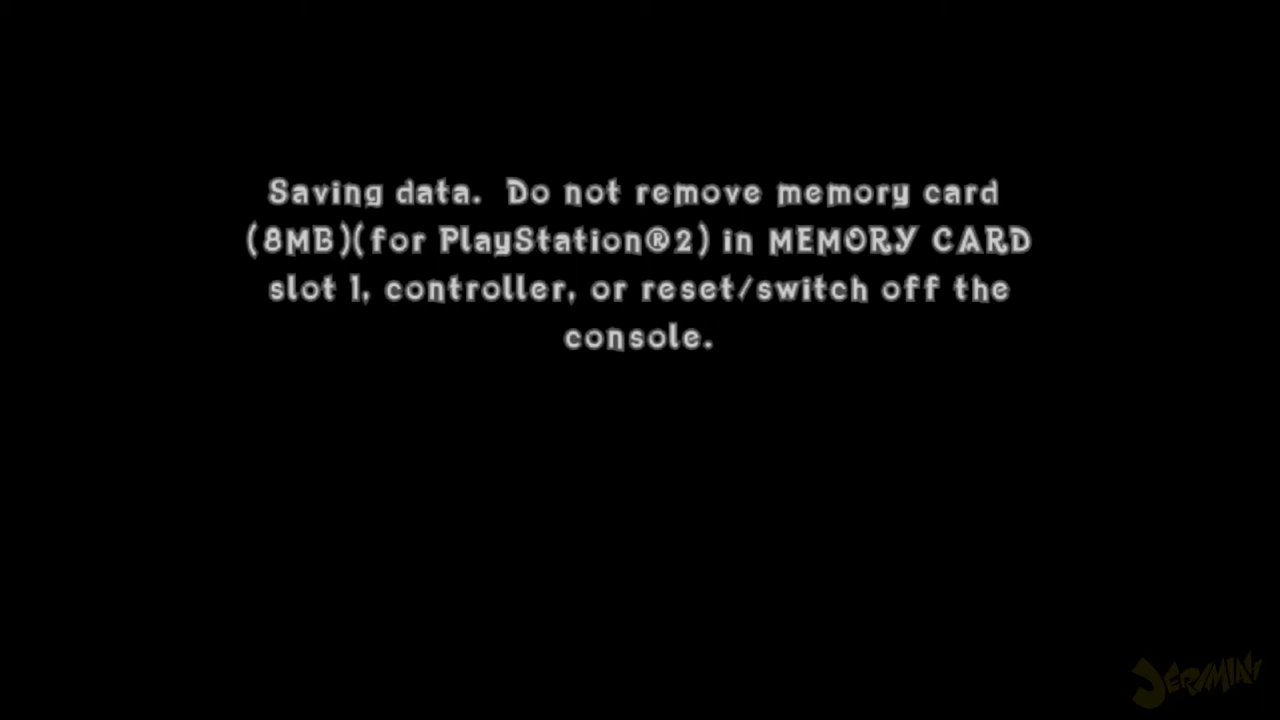 Saving data.  Do not remove memory card
(8MB)(for PlayStation®2) in MEMORY CARD
slot 1, controller, or reset/switch off the
console.
JERIMINI